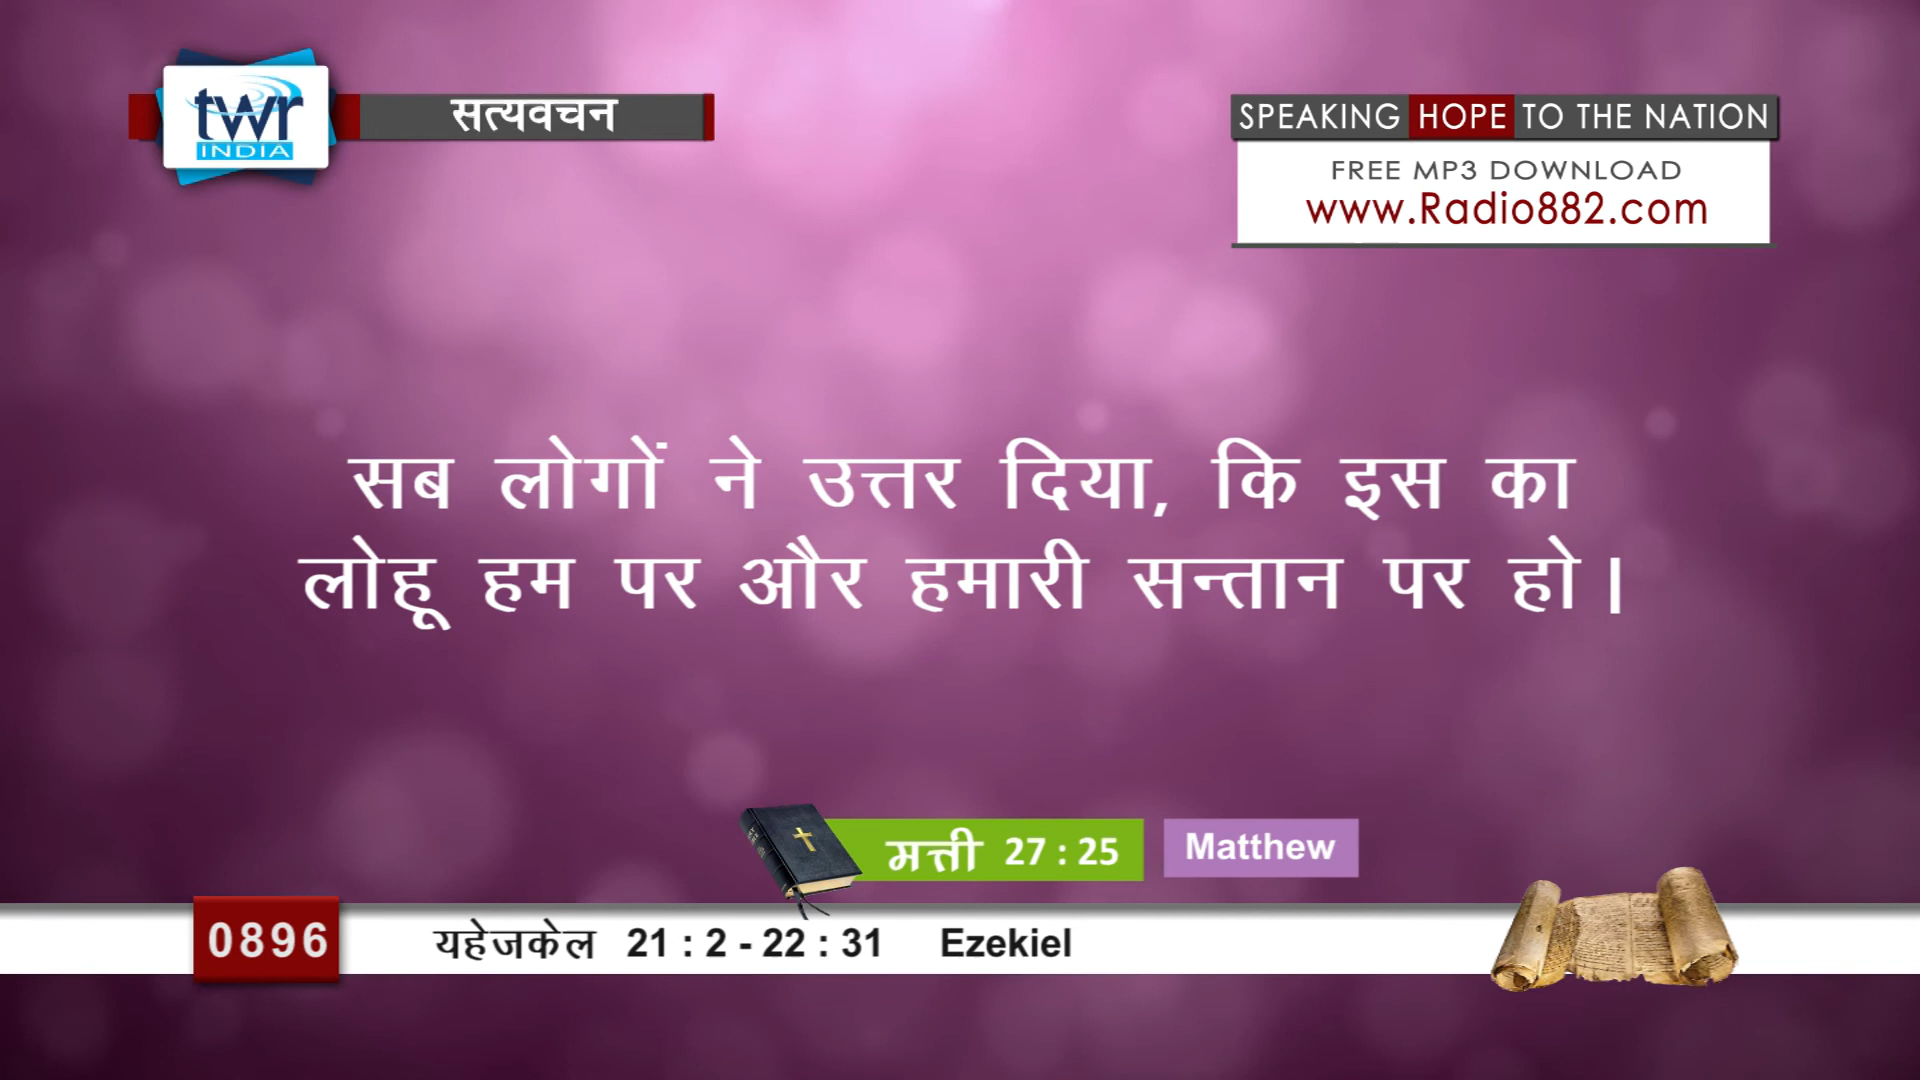 twr
INDIA
सत्यवचन
SPEAKING HOPE TO THE NATION
FREE MP3 DOWNLOAD
www.Radio882.com
सब लोगों ने उत्तर दिया, कि इस का
लोहू हम पर और हमारी सन्तान पर हो।
मत्ती 27 : 25
Matthew
0896
यहेजकेल 21 : 2 - 22 : 31 Ezekiel